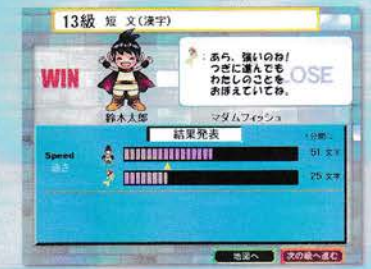 13級 短 文(漢字)
WIN
:あら、強いのね!
つぎに進んでも
わたしのことを
おぼえていてね。
LOSE
鈴木太郎
マダムフィッシュ
結果発表
1分間に
Speed
速さ
51 文字
25 文字
地図へ
次の級へ進む